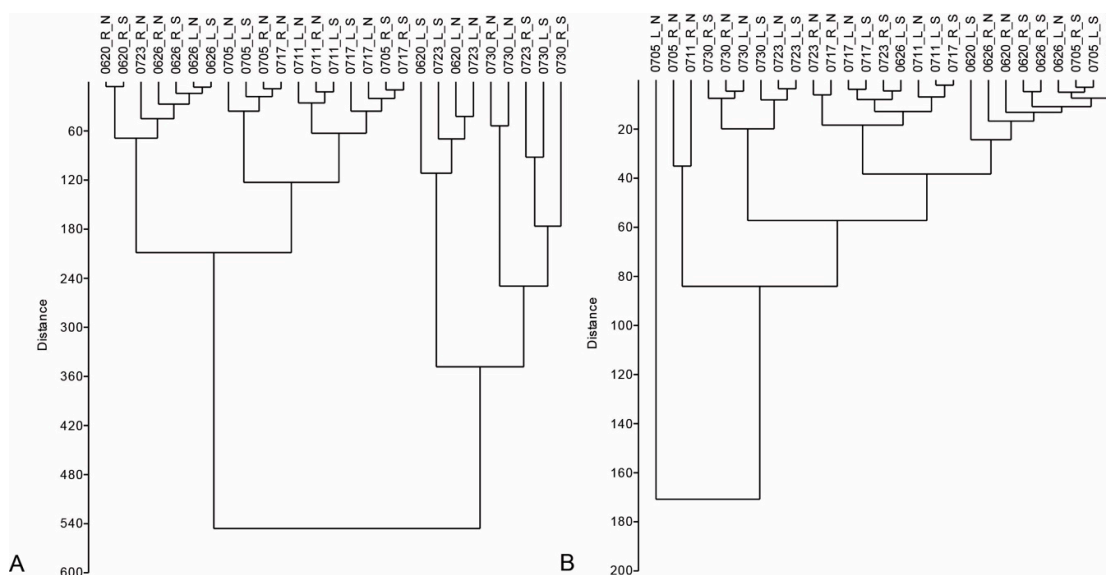 0620_R_N
0620_R_S
0723_R_N
0626_R_N
0626_R_S
0626_L_N
0626_L_S
0705_L_N
0705_L_S
0705_R_N
0717_R_N
0711_L_N
0711_R_N
0711_L_S
0717_L_S
0717_L_N
0705_R_S
0717_R_S
0620_L_S
0723_L_S
0620_L_N
0723_L_N
0730_R_N
0730_L_N
0723_R_S
0730_L_S
0730_R_S
60
120
180
240
300
360
420
480
540
600
Distance
A
0705_L_N
0705_R_N
0711_R_N
0730_R_S
0730_R_N
0730_L_N
0730_L_S
0723_L_N
0723_L_S
0723_R_N
0717_R_N
0717_L_N
0717_L_S
0723_R_S
0626_L_S
0711_L_N
0711_L_S
0717_R_S
0620_L_S
0626_R_N
0620_R_N
0620_R_S
0626_R_S
0626_L_N
0705_R_S
0705_L_S
20
40
60
80
100
120
140
160
180
200
Distance
B